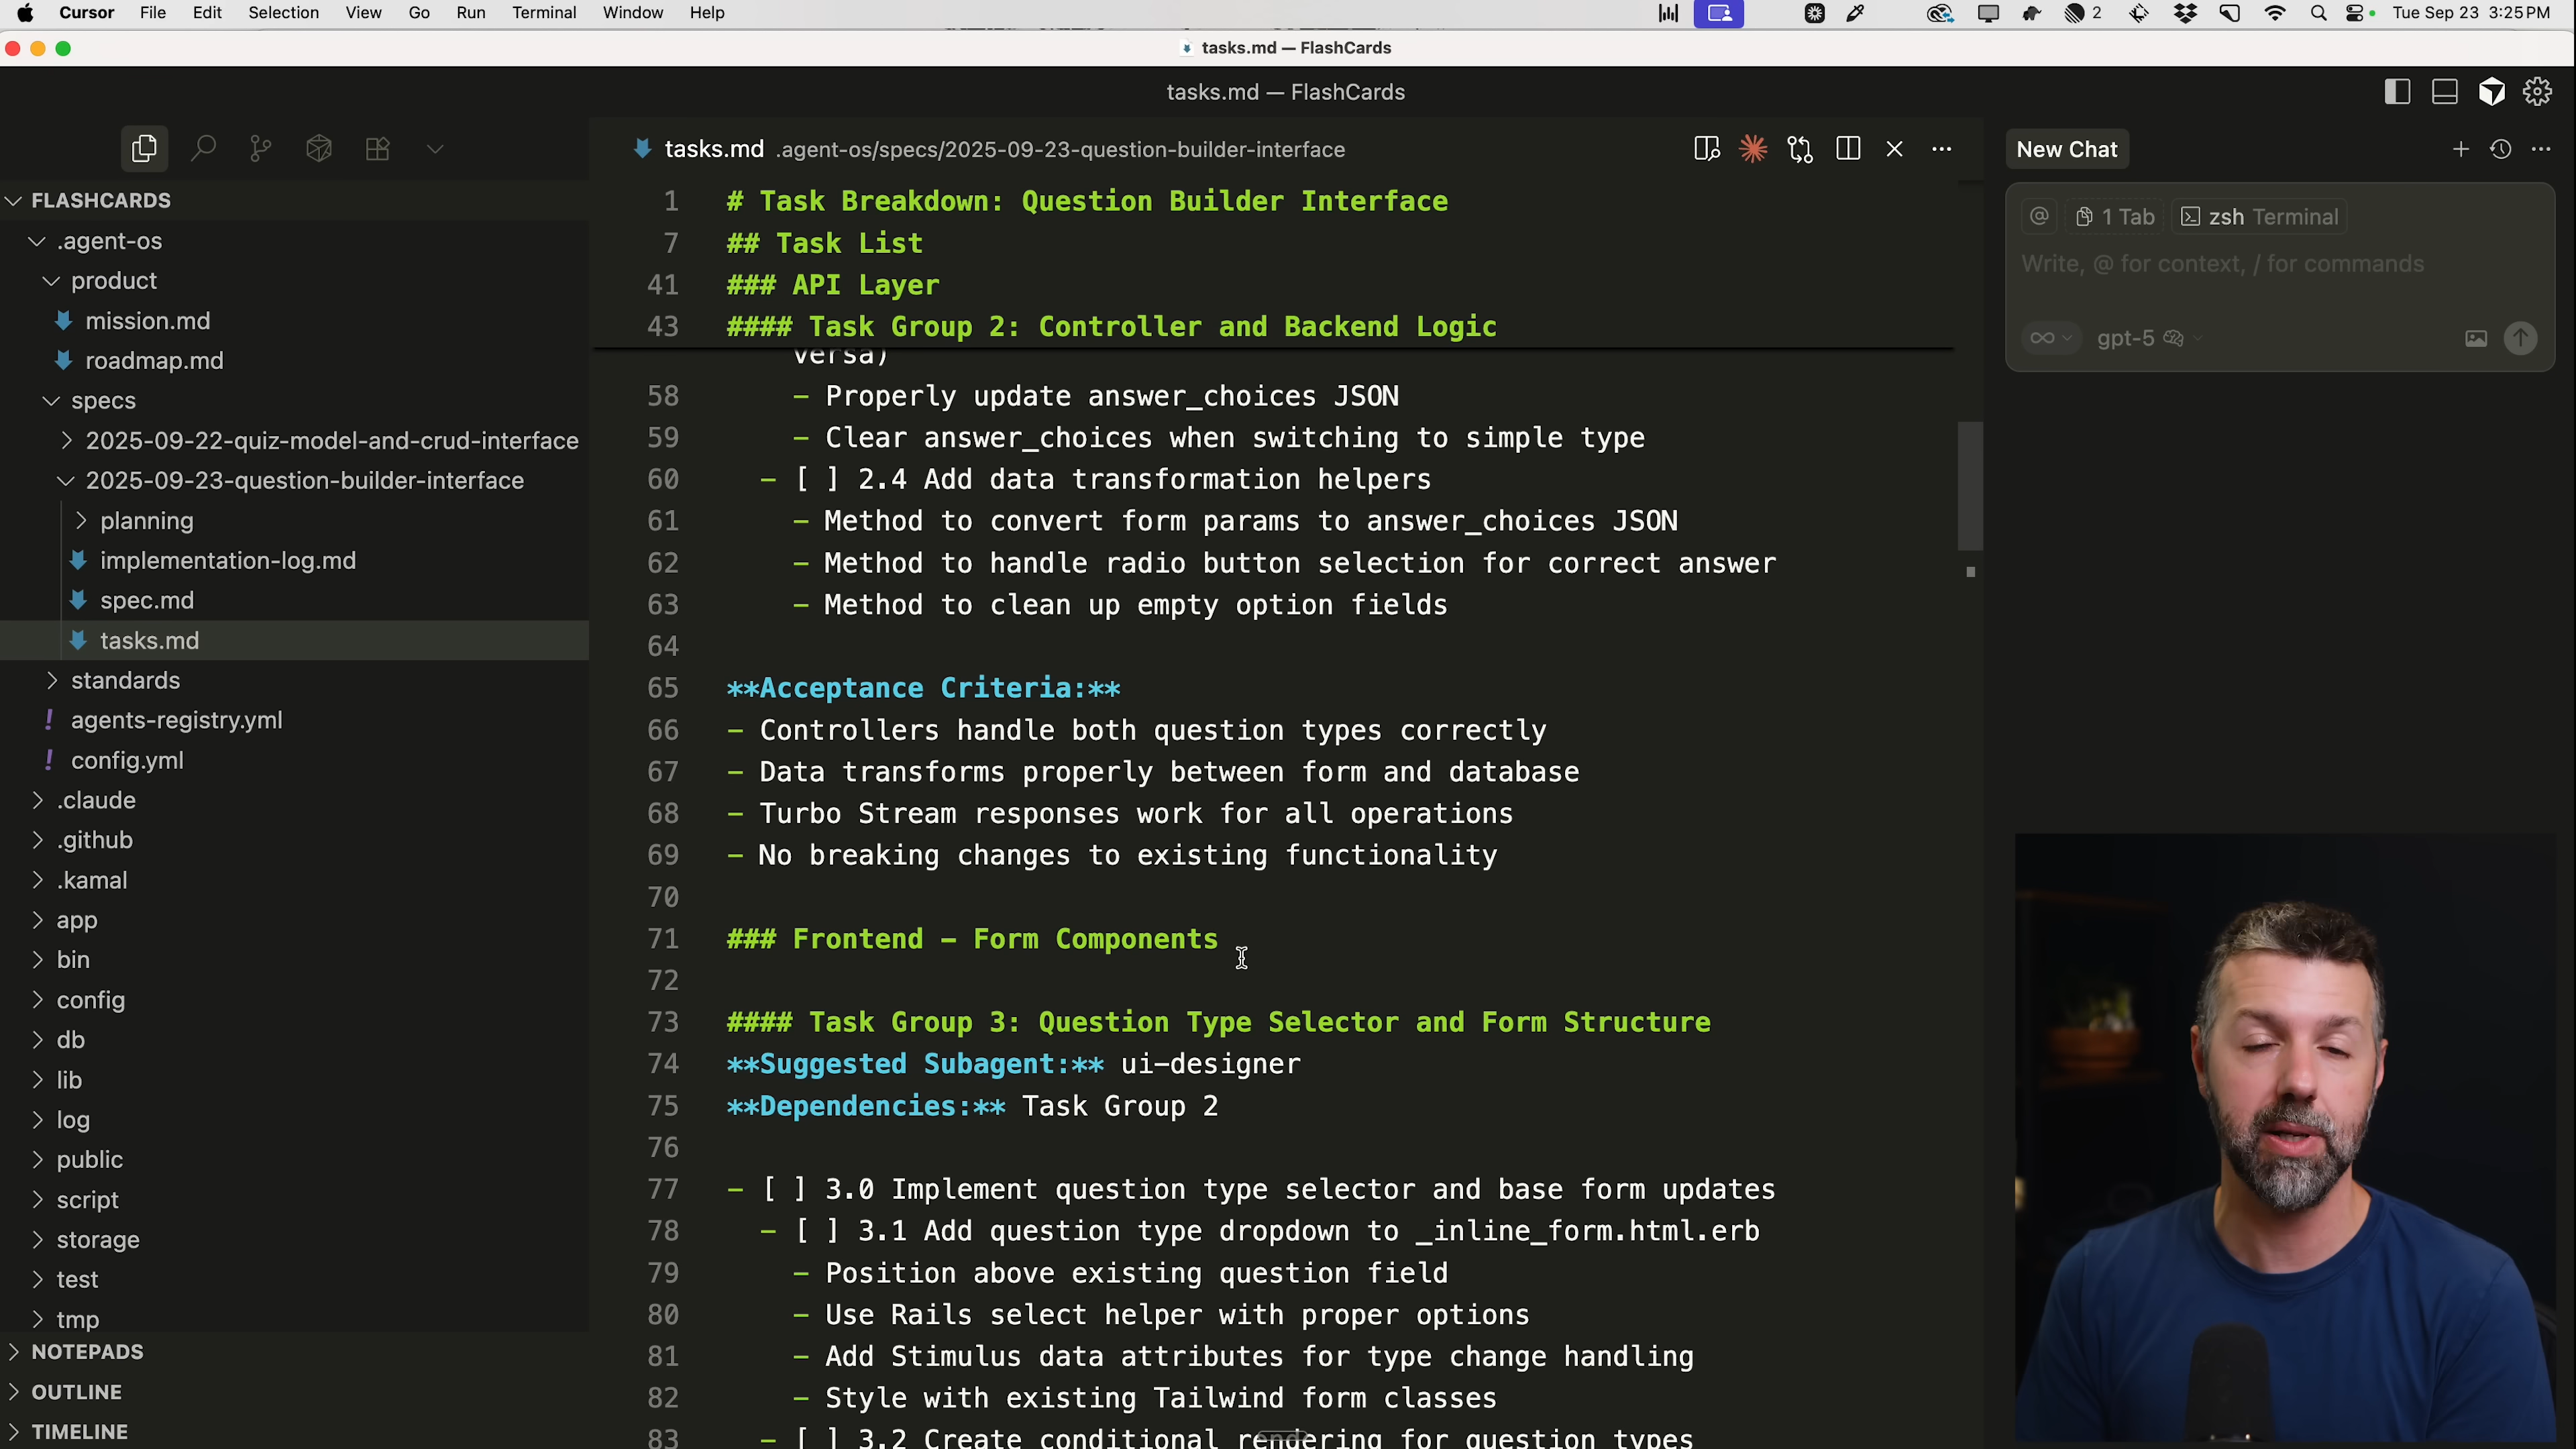 Cursor File Edit Selection View Go Run Terminal Window Help
2 Tue Sep 23 3:25 PM
tasks.md — FlashCards
tasks.md — FlashCards
FLASHCARDS
.agent-os
product
mission.md
roadmap.md
specs
2025-09-22-quiz-model-and-crud-interface
2025-09-23-question-builder-interface
planning
implementation-log.md
spec.md
tasks.md
standards
! agents-registry.yml
! config.yml
.claude
.github
.kamal
app
bin
config
db
lib
log
public
script
storage
test
tmp
NOTEPADS
OUTLINE
TIMELINE
tasks.md .agent-os/specs/2025-09-23-question-builder-interface
1 # Task Breakdown: Question Builder Interface
7 ## Task List
41 ### API Layer
43 #### Task Group 2: Controller and Backend Logic
versa)
58 - Properly update answer_choices JSON
59 - Clear answer_choices when switching to simple type
60 - [ ] 2.4 Add data transformation helpers
61 - Method to convert form params to answer_choices JSON
62 - Method to handle radio button selection for correct answer
63 - Method to clean up empty option fields
64
65 **Acceptance Criteria:**
66 - Controllers handle both question types correctly
67 - Data transforms properly between form and database
68 - Turbo Stream responses work for all operations
69 - No breaking changes to existing functionality
70
71 ### Frontend - Form Components
72
73 #### Task Group 3: Question Type Selector and Form Structure
74 **Suggested Subagent:** ui-designer
75 **Dependencies:** Task Group 2
76
77 - [ ] 3.0 Implement question type selector and base form updates
78 - [ ] 3.1 Add question type dropdown to _inline_form.html.erb
79 - Position above existing question field
80 - Use Rails select helper with proper options
81 - Add Stimulus data attributes for type change handling
82 - Style with existing Tailwind form classes
83 - [ ] 3.2 Create conditional rendering for question types
New Chat
@ 1 Tab zsh Terminal
Write, @ for context, / for commands
∞ gpt-5